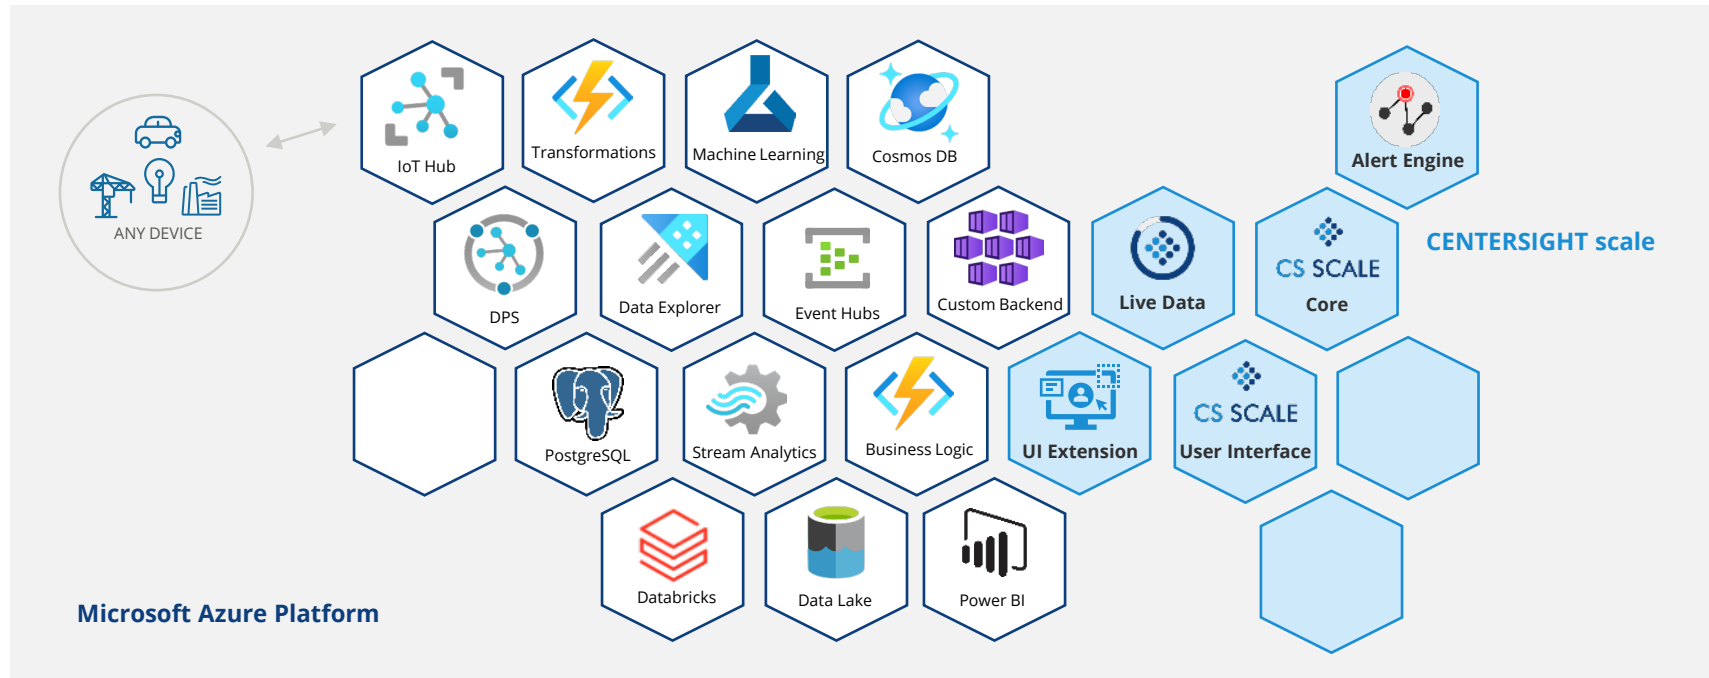 ANY DEVICE
IoT Hub
Transformations
Machine Learning
Cosmos DB
Alert Engine
DPS
Data Explorer
Event Hubs
Custom Backend
Live Data
CS SCALE
Core
CENTERSIGHT scale
PostgreSQL
Stream Analytics
Business Logic
UI Extension
CS SCALE
User Interface
Databricks
Data Lake
Power BI
Microsoft Azure Platform